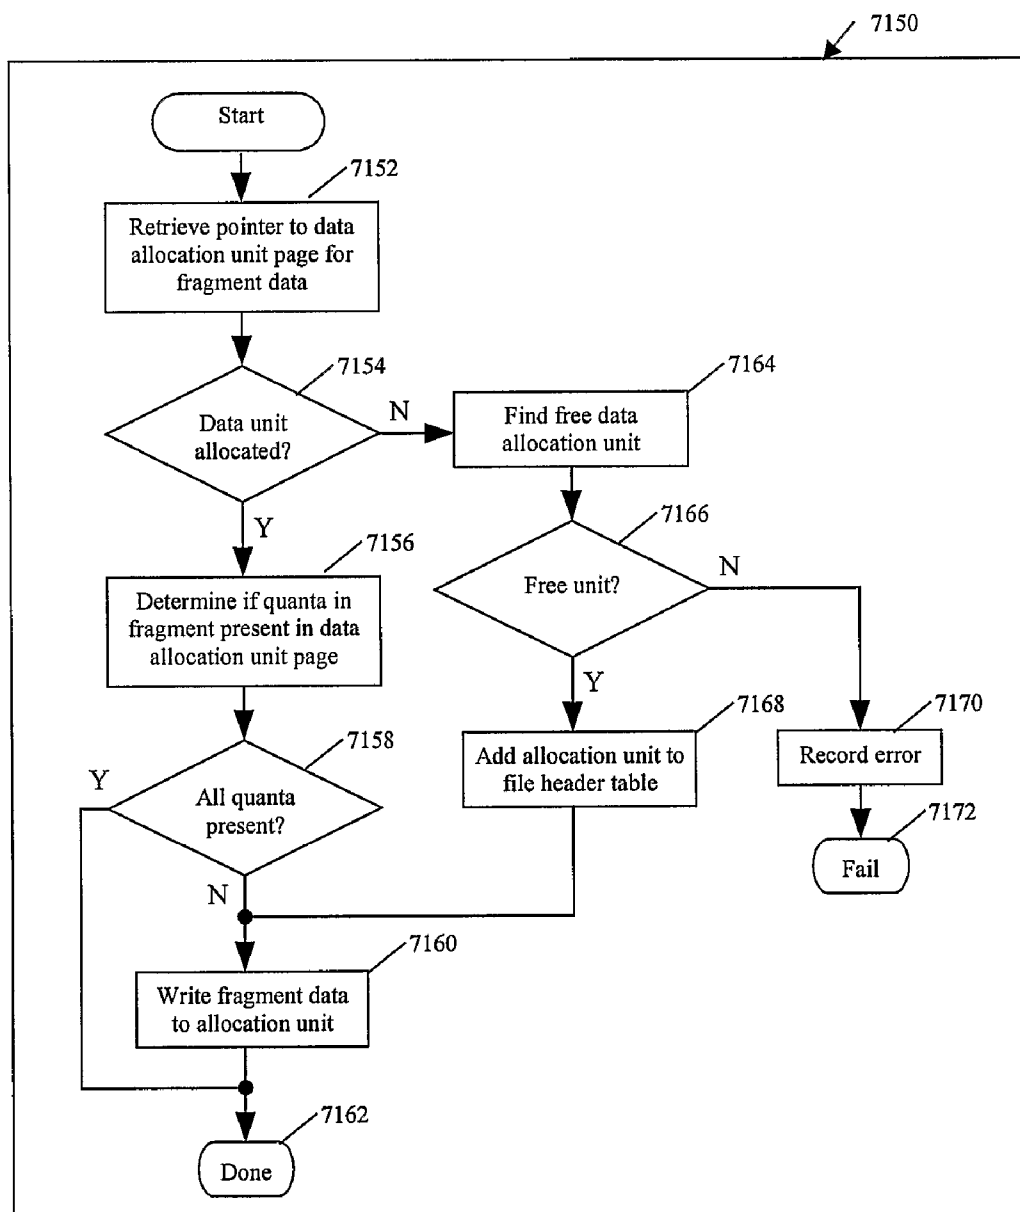 7150
Start
7152
Retrieve pointer to data
allocation unit page for
fragment data
7154
Data unit
allocated?
N
Y
7164
Find free data
allocation unit
7166
Free unit?
N
Y
7156
Determine if quanta in
fragment present in data
allocation unit page
7158
All quanta
present?
Y
N
7168
Add allocation unit to
file header table
7170
Record error
7172
Fail
7160
Write fragment data
to allocation unit
7162
Done